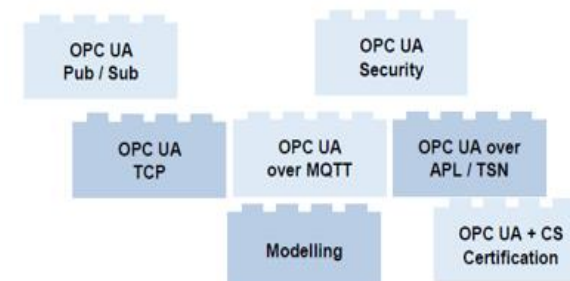 OPC UA
Pub / Sub
OPC UA
Security
OPC UA
TCP
OPC UA
over MQTT
OPC UA over
APL / TSN
Modelling
OPC UA + CS
Certification